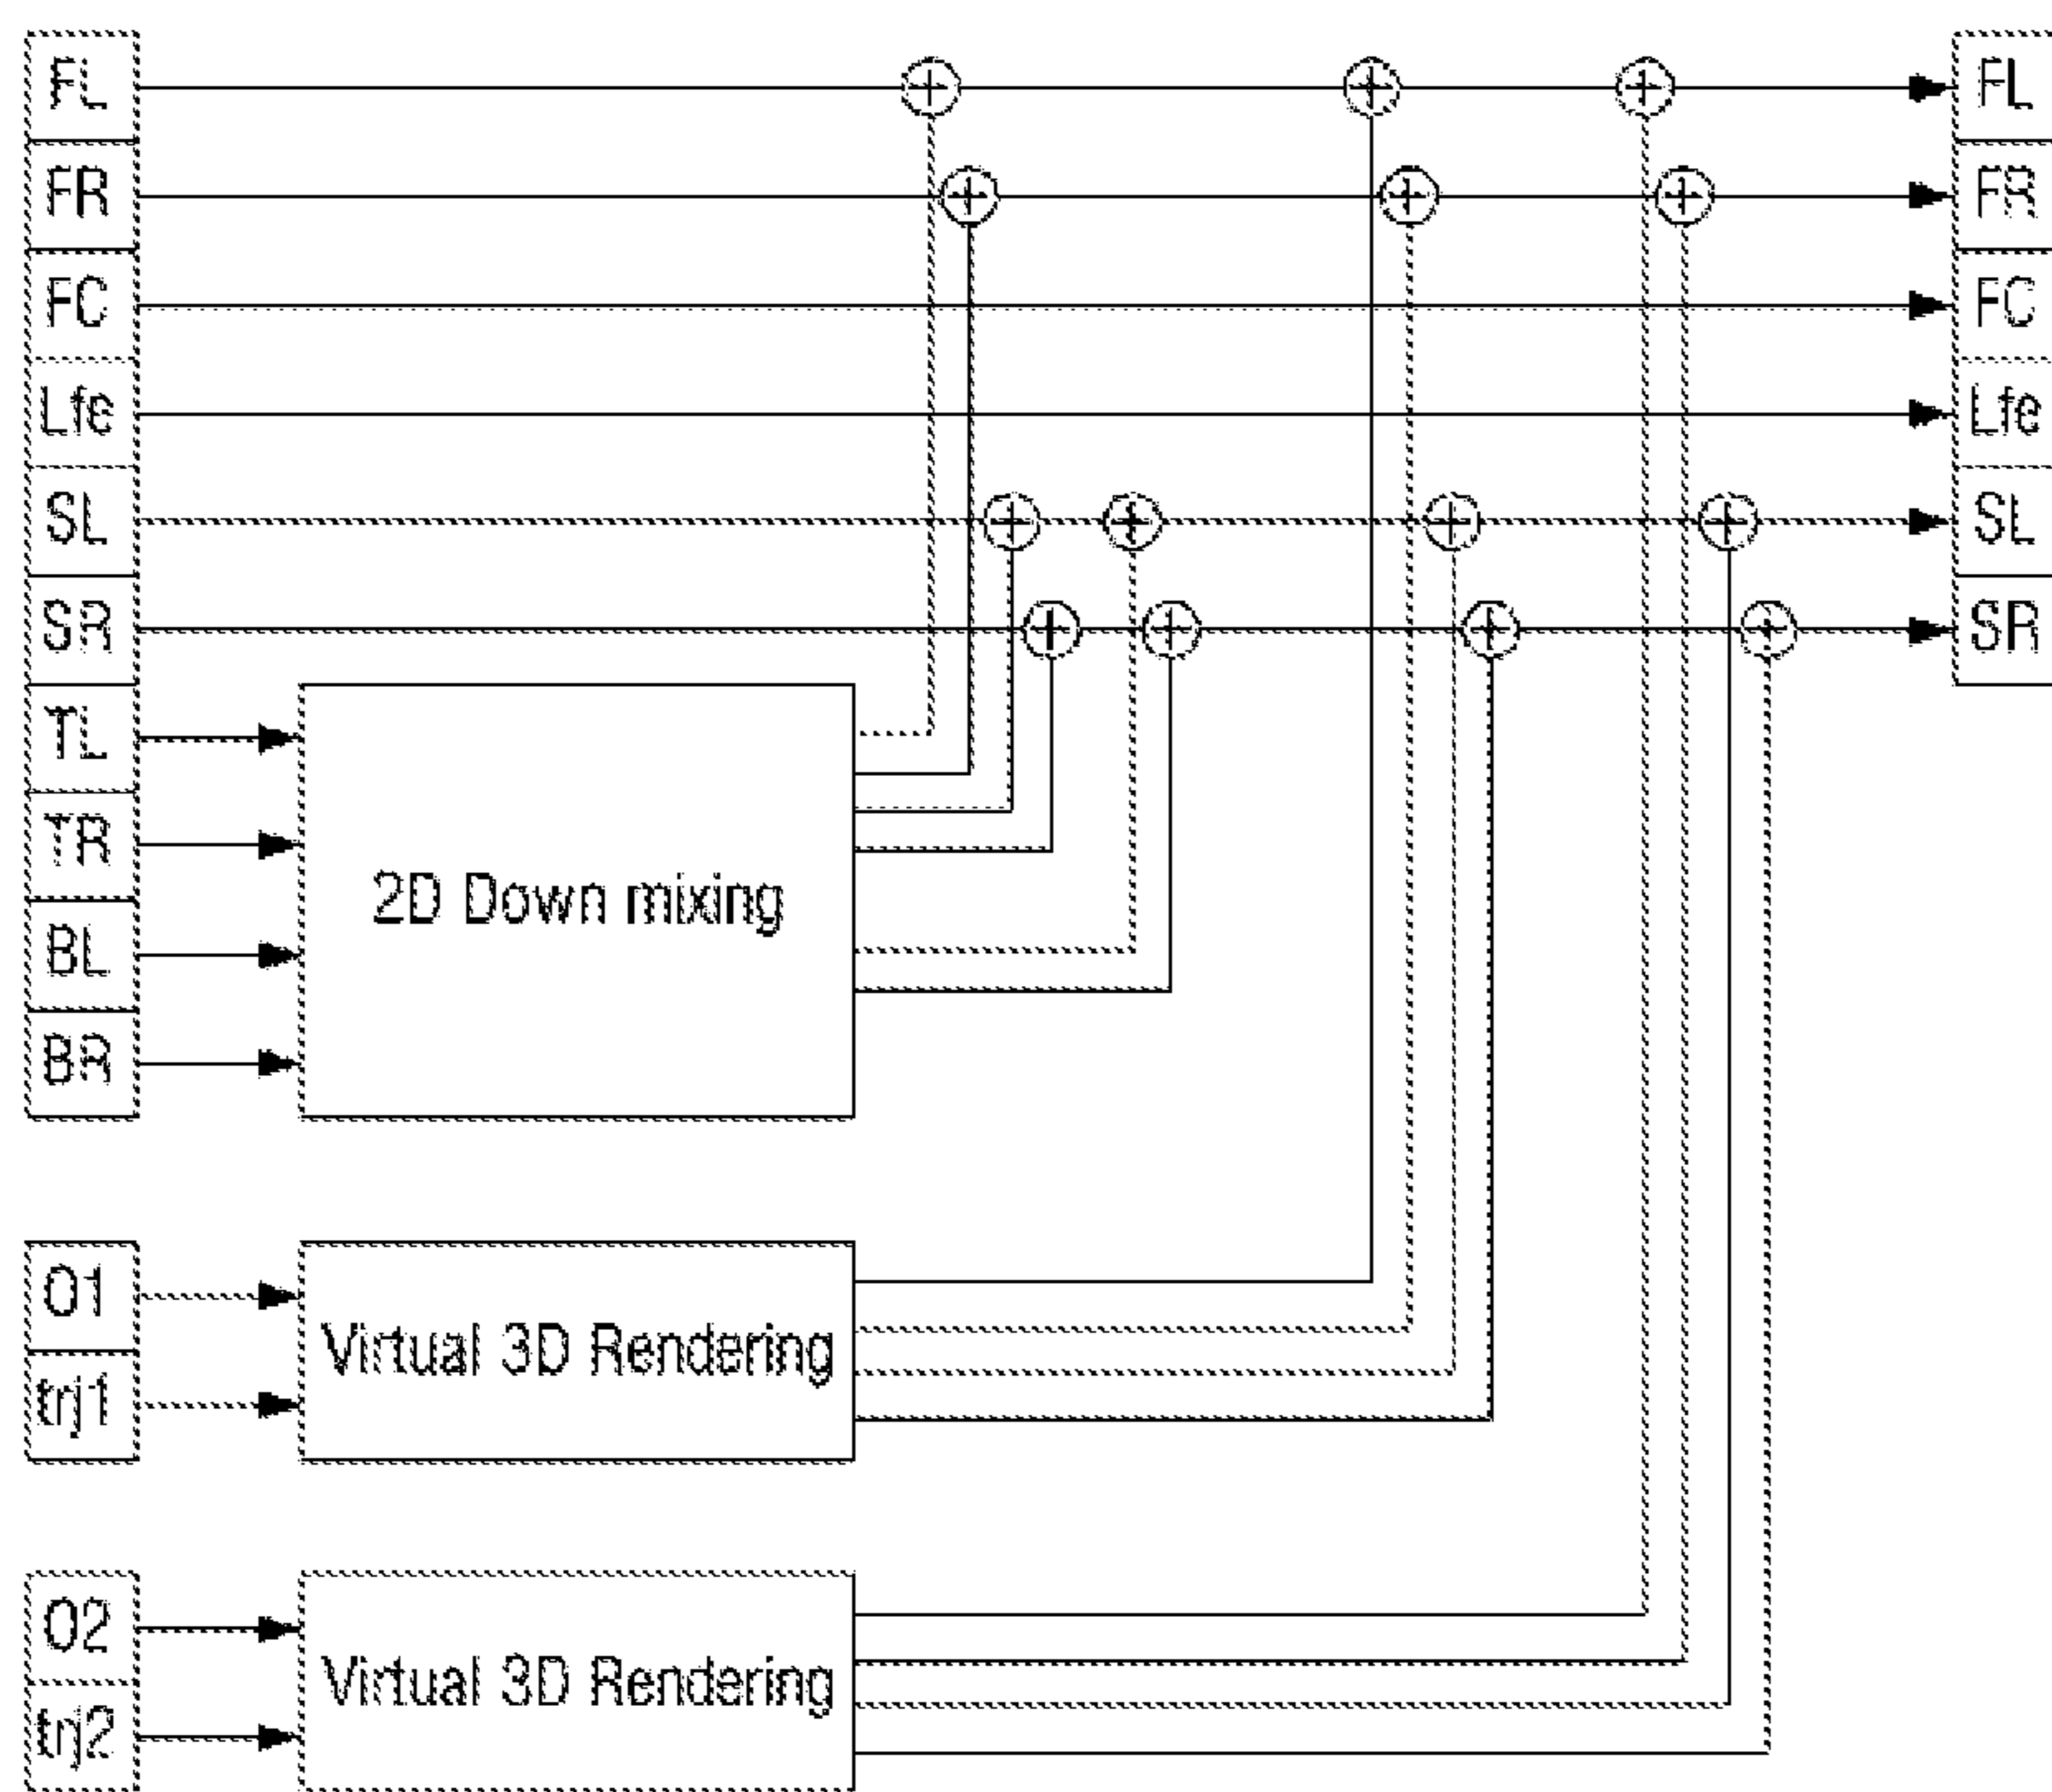 FL
FR
FC
Lfe
SL
SR
TL
TR
BL
BR
2D Down mixing
O1
trj1
Virtual 3D Rendering
O2
trj2
Virtual 3D Rendering
FL
FR
FC
Lfe
SL
SR